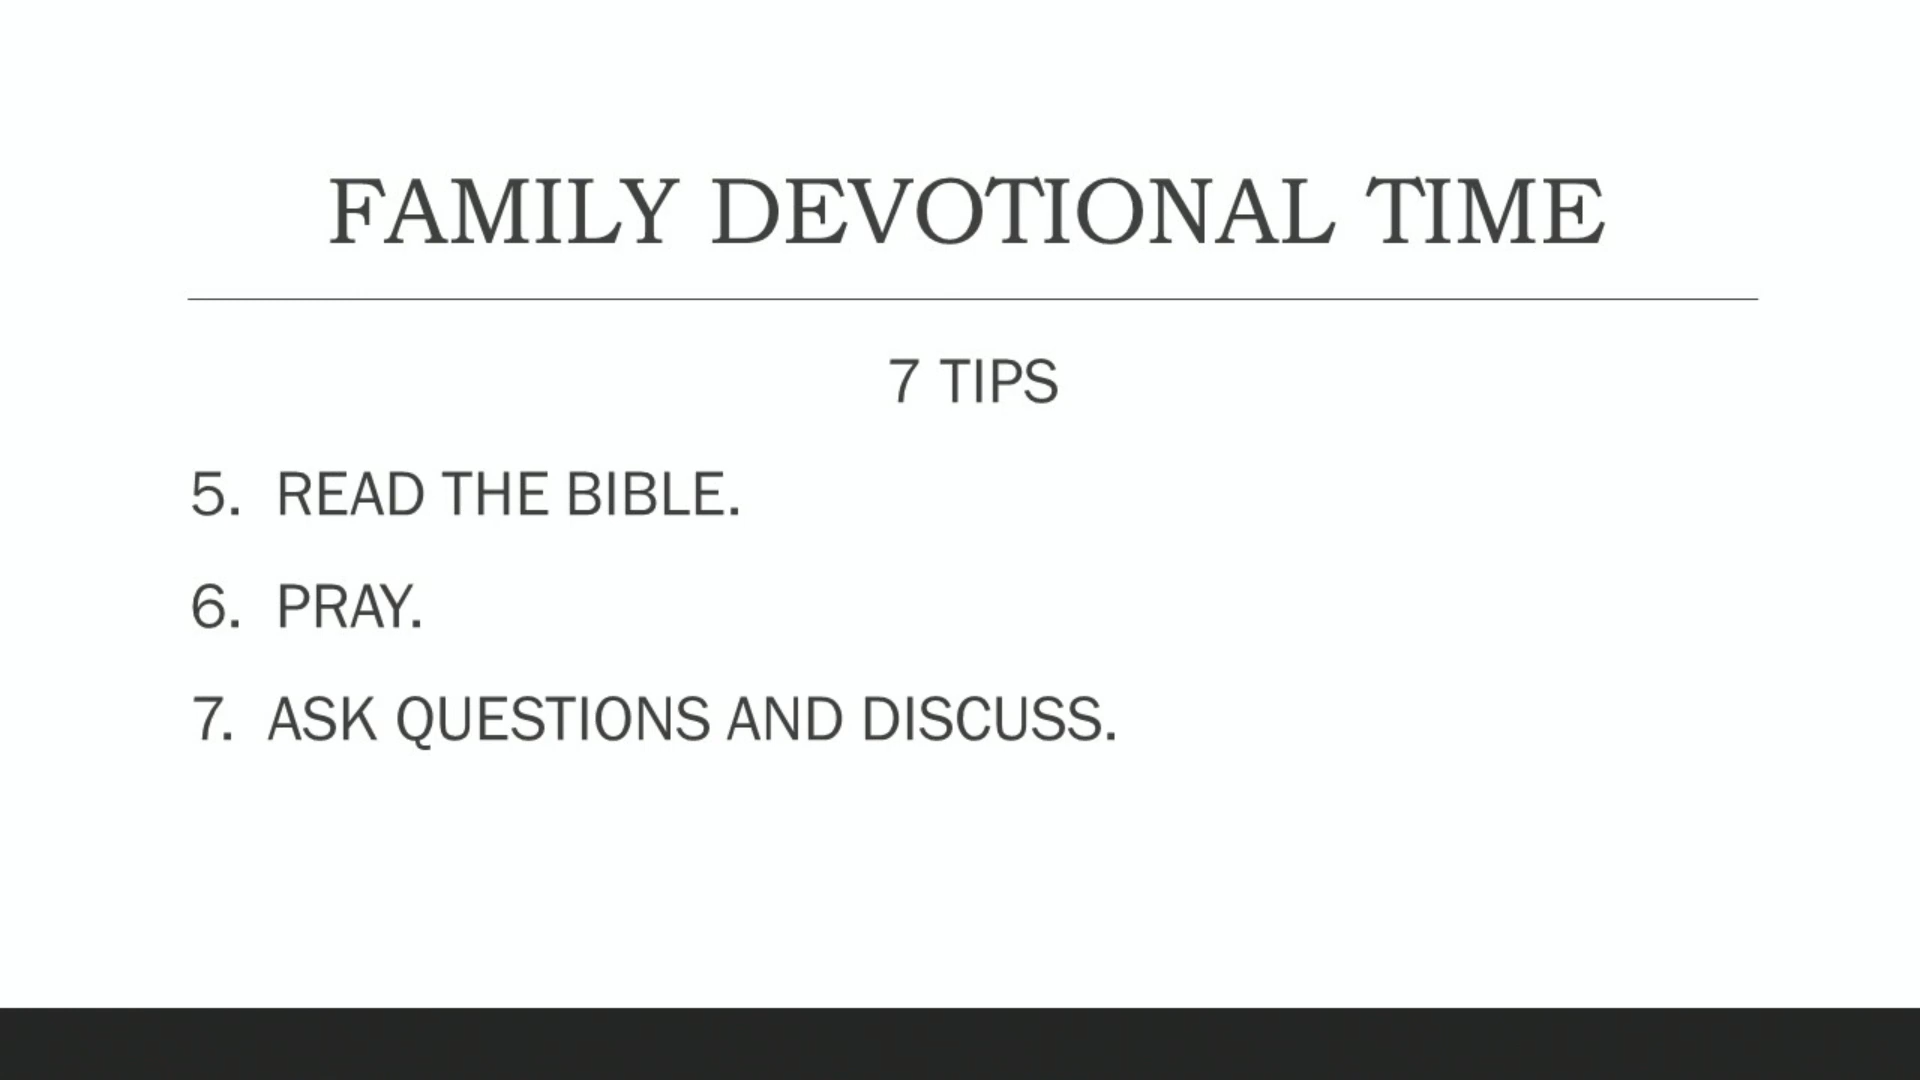 FAMILY DEVOTIONAL TIME
7 TIPS
5. READ THE BIBLE.
6. PRAY.
7. ASK QUESTIONS AND DISCUSS.